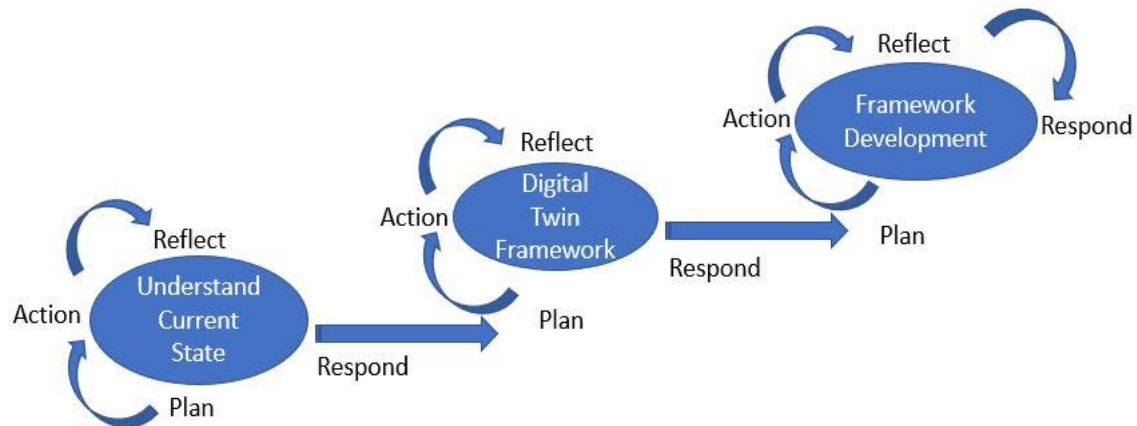 Reflect
Action
Framework
Development
Respond
Plan
Reflect
Action
Digital
Twin
Framework
Respond
Plan
Reflect
Action
Understand
Current
State
Respond
Plan